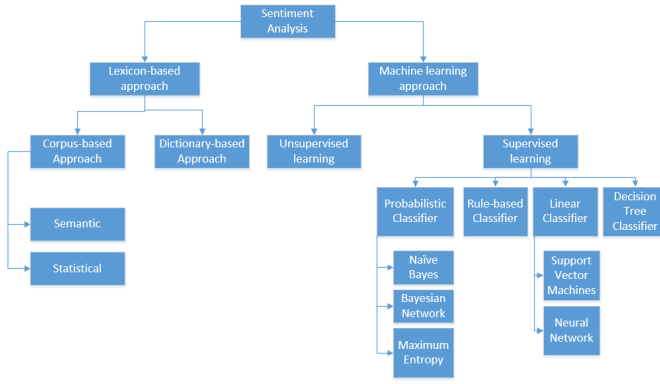 Sentiment
Analysis
Lexicon-based
approach
Machine learning
approach
Corpus-based
Approach
Dictionary-based
Approach
Unsupervised
learning
Supervised
learning
Probabilistic
Classifier
Rule-based
Classifier
Linear
Classifier
Decision
Tree
Classifier
Semantic
Statistical
Naïve
Bayes
Bayesian
Network
Maximum
Entropy
Support
Vector
Machines
Neural
Network